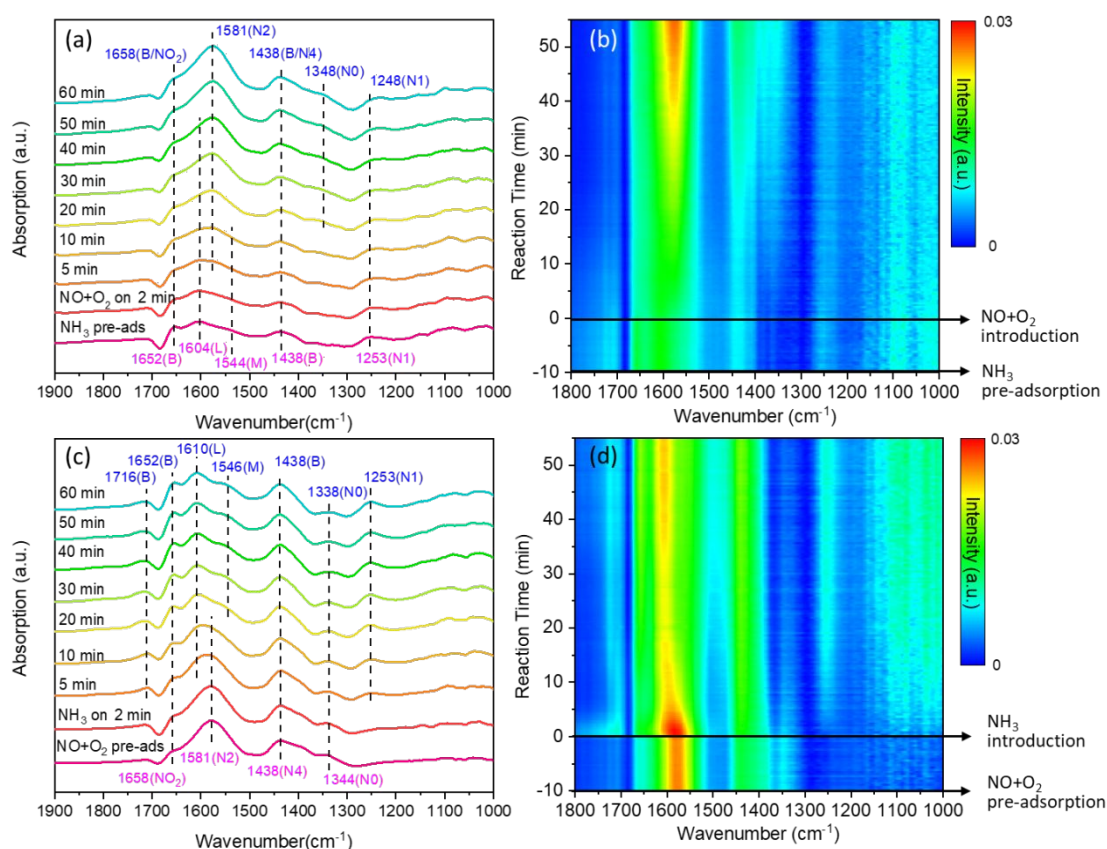 (a)
1581(N2)
1658(B/NO₂)
1438(B/N4)
1348(N0)
1248(N1)
60 min
50 min
40 min
30 min
20 min
10 min
5 min
NO+O₂ on 2 min
NH₃ pre-ads
1652(B)
1604(L)
1544(M)
1438(B)
1253(N1)
Absorption (a.u.)
1900 1800 1700 1600 1500 1400 1300 1200 1100 1000
Wavenumber(cm⁻¹)
(b)
Reaction Time (min)
50
40
30
20
10
0
-10
1800 1700 1600 1500 1400 1300 1200 1100 1000
Wavenumber (cm⁻¹)
0.03
Intensity (a.u.)
0
NO+O₂
introduction
NH₃
pre-adsorption
(c)
1610(L)
1652(B)
1546(M)
1438(B)
1716(B)
1338(N0)
1253(N1)
60 min
50 min
40 min
30 min
20 min
10 min
5 min
NH₃ on 2 min
NO+O₂ pre-ads
1658(NO₂)
1581(N2)
1438(N4)
1344(N0)
Absorption (a.u.)
1900 1800 1700 1600 1500 1400 1300 1200 1100 1000
Wavenumber(cm⁻¹)
(d)
Reaction Time (min)
50
40
30
20
10
0
-10
1800 1700 1600 1500 1400 1300 1200 1100 1000
Wavenumber (cm⁻¹)
0.03
Intensity (a.u.)
0
NH₃
introduction
NO+O₂
pre-adsorption